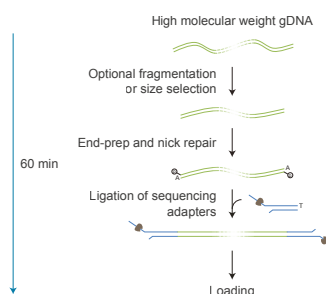 High molecular weight gDNA
Optional fragmentation
or size selection
End-prep and nick repair
60 min
A
A
Ligation of sequencing
adapters
T
Loading